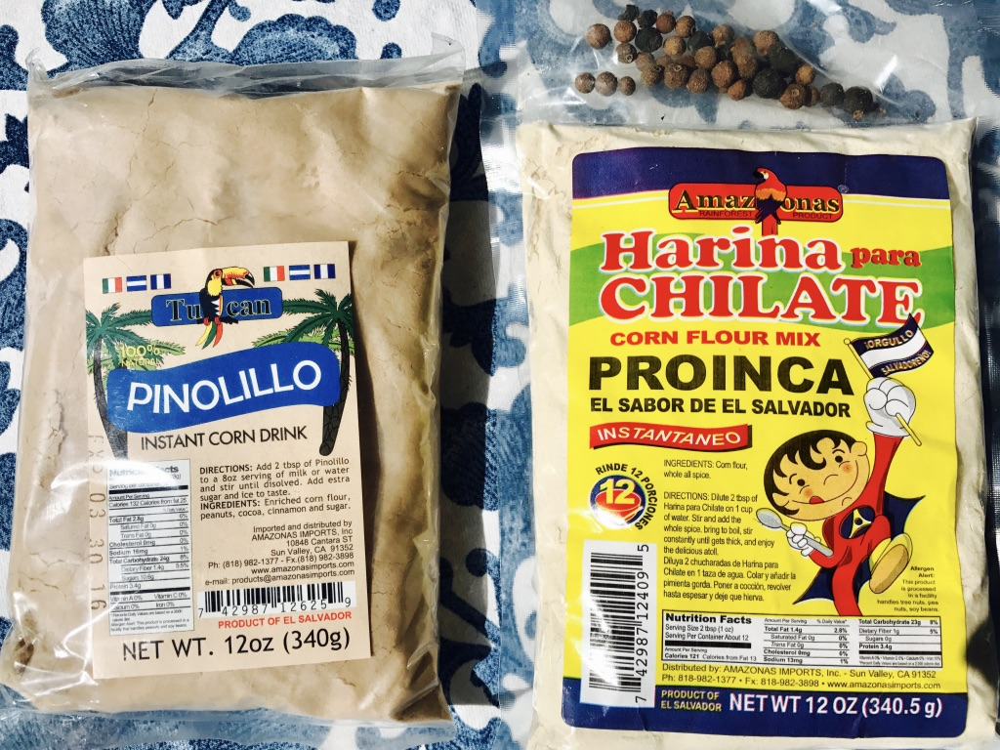 Tucan
100%
NATURAL
PINOLILLO
INSTANT CORN DRINK
Nutrition Facts
Amount Per Serving
Calories 132 Calories from fat 25
% Daily Value*
Total Fat 2.8g 6%
Saturated Fat 0g 0%
Trans Fat 0g 0%
Cholesterol 0mg 0%
Sodium 16mg 1%
Total Carbohydrate 24g 8%
Dietary Fiber 1.4g 5.5%
Sugars 10.6g
Protein 3.4g
Vitamin A 0% Vitamin C 0%
Calcium 0% Iron 0%
DIRECTIONS: Add 2 tbsp of Pinolillo
to a 8oz serving of milk or water
and stir until disolved. Add estra
sugar and ice to taste.
INGREDIENTS: Enriched corn flour,
peanuts, cocoa, cinnamon and sugar.
Imported and distributed by
AMAZONAS IMPORTS, Inc
10848 Cantara ST
Sun Valley, CA 91352
Ph: (818) 982-1377 - Fx.(818) 982-3898
www.amazonasimports.com
e-mail: products@amazonasimports.com
7 42987 12625 9
PRODUCT OF EL SALVADOR
NET WT. 12oz (340g)
Amazonas®
RAINFOREST PRODUCT
Harina para
CHILATE
CORN FLOUR MIX
¡ORGULLO
SALVADOREÑO!
PROINCA
EL SABOR DE EL SALVADOR
INSTANTANEO
RINDE 12 PORCIONES
12
INGREDIENTS: Corn flour,
whole all spice.
DIRECTIONS: Dilute 2 tbsp of
Harina para Chilate on 1 cup
of water. Stir and add the
whole spice. bring to boil, stir
constantly until gets thick, and enjoy
the delicious atoll.
Diluya 2 chucharadas de Harina para
Chilate en 1 taza de agua. Colar y añadir la
pimienta gorda. Poner a cocción, revolver
hasta espesar y deje que hierva.
Allergen
Alert:
This product
is processed
in a facility
handles tree nuts, pea
nuts, soy beans.
7 42987 12409 5
Nutrition Facts
Serving Size 2 tbsp (1 oz)
Serving Per Container About 12
Amount Per Serving
Calories 121 Calories from Fat 13
Amount Per Serving % Daily Value*
Total Fat 1.4g 2.8%
Saturated Fat 0g 0%
Trans Fat 0g 0%
Cholesterol 0mg 0%
Sodium 13mg 1%
Total Carbohydrate 23g 8%
Dietary Fiber 1g 5%
Sugars 0g
Protein 3.4g
Distributed by: AMAZONAS IMPORTS, Inc. - Sun Valley, CA 91352
Ph: 818-982-1377 • Fx: 818-982-3898 • www.amazonasimports.com
PRODUCT OF
EL SALVADOR NET WT 12 OZ (340.5 g)